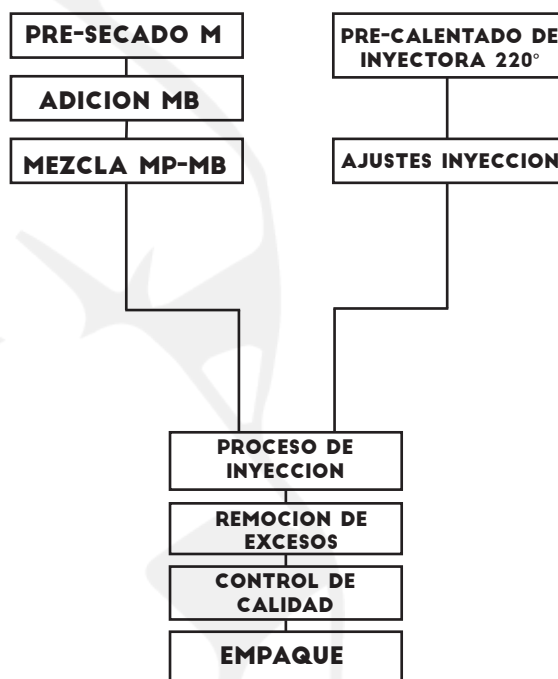 PRE-SECADO M
ADICION MB
MEZCLA MP-MB
PRE-CALENTADO DE
INYECTORA 220°
AJUSTES INYECCION
PROCESO DE
INYECCION
REMOCION DE
EXCESOS
CONTROL DE
CALIDAD
EMPAQUE